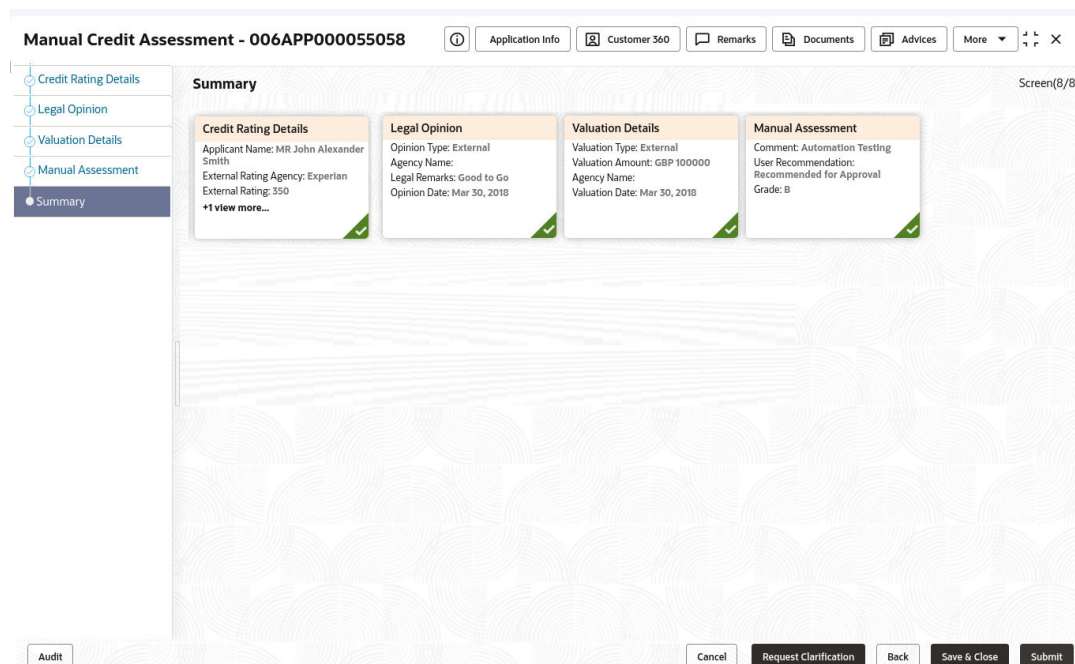 Manual Credit Assessment - 006APP000055058
Application Info
Customer 360
Remarks
Documents
Advices
More
Credit Rating Details
Legal Opinion
Valuation Details
Manual Assessment
Summary
Summary
Screen(8/8
Credit Rating Details
Applicant Name: MR John Alexander
Smith
External Rating Agency: Experian
External Rating: 350
+1 view more...
Legal Opinion
Opinion Type: External
Agency Name:
Legal Remarks: Good to Go
Opinion Date: Mar 30, 2018
Valuation Details
Valuation Type: External
Valuation Amount: GBP 100000
Agency Name:
Valuation Date: Mar 30, 2018
Manual Assessment
Comment: Automation Testing
User Recommendation:
Recommended for Approval
Grade: B
Audit
Cancel
Request Clarification
Back
Save & Close
Submit